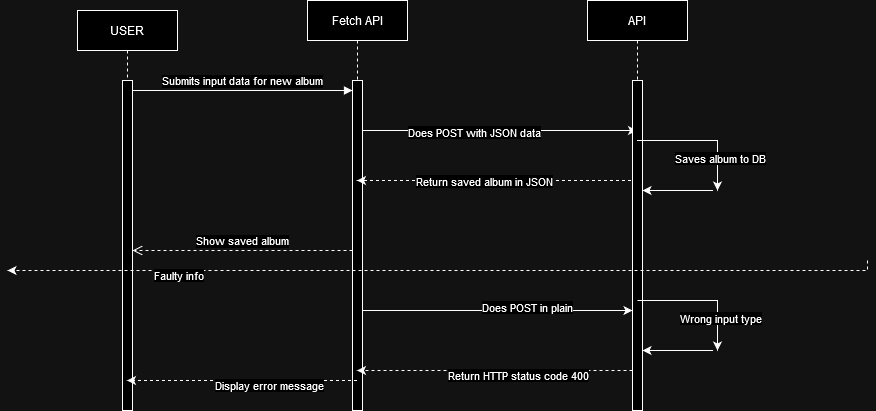 USER
Fetch API
API
Submits input data for new album
Does POST with JSON data
Saves album to DB
Return saved album in JSON
Show saved album
Faulty info
Does POST in plain
Wrong input type
Return HTTP status code 400
Display error message